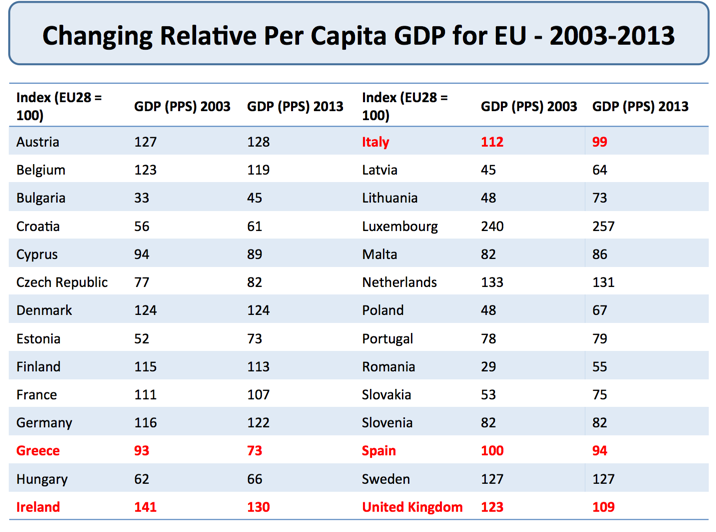 Changing Relative Per Capita GDP for EU - 2003-2013
Index (EU28 = 100) GDP (PPS) 2003 GDP (PPS) 2013 Index (EU28 = 100) GDP (PPS) 2003 GDP (PPS) 2013
Austria 127 128 Italy 112 99
Belgium 123 119 Latvia 45 64
Bulgaria 33 45 Lithuania 48 73
Croatia 56 61 Luxembourg 240 257
Cyprus 94 89 Malta 82 86
Czech Republic 77 82 Netherlands 133 131
Denmark 124 124 Poland 48 67
Estonia 52 73 Portugal 78 79
Finland 115 113 Romania 29 55
France 111 107 Slovakia 53 75
Germany 116 122 Slovenia 82 82
Greece 93 73 Spain 100 94
Hungary 62 66 Sweden 127 127
Ireland 141 130 United Kingdom 123 109